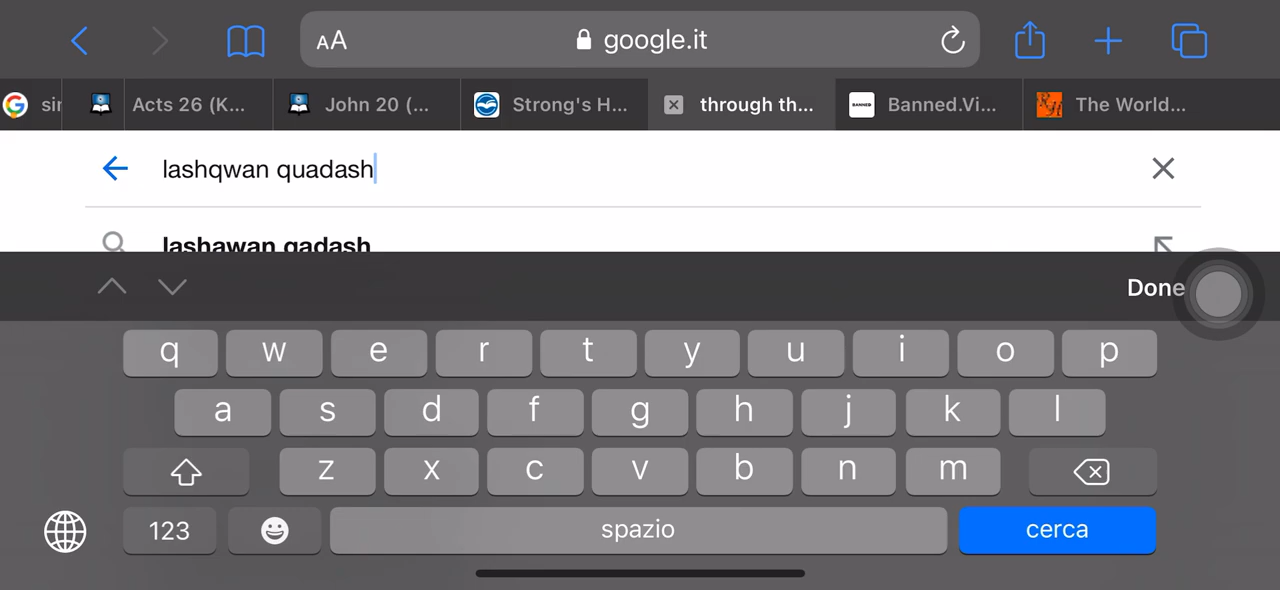 AA google.it
sir Acts 26 (K... John 20 (... Strong's H... through th... BANNED Banned.Vi... The World...
lashqwan quadash
lashawan qadash
Done
q w e r t y u i o p
a s d f g h j k l
z x c v b n m
123 spazio cerca